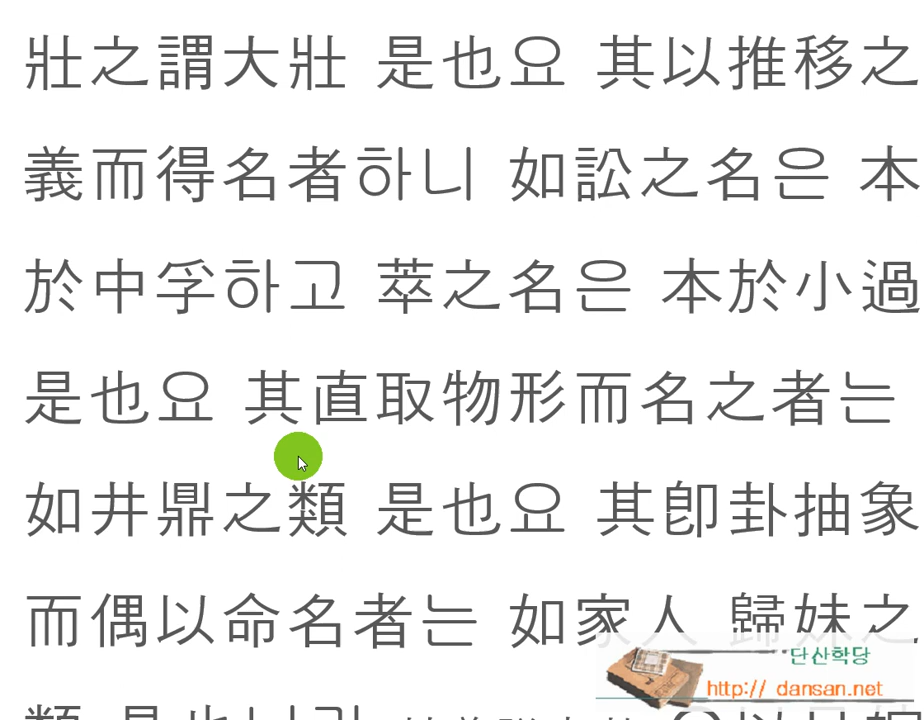 壯之謂大壯 是也요 其以推移之
義而得名者하니 如訟之名은 本
於中孚하고 萃之名은 本於小過
是也요 其直取物形而名之者는
如井鼎之類 是也요 其卽卦抽象
而偶以命名者는 如家人 歸妹之
단산학당
http:// dansan.net